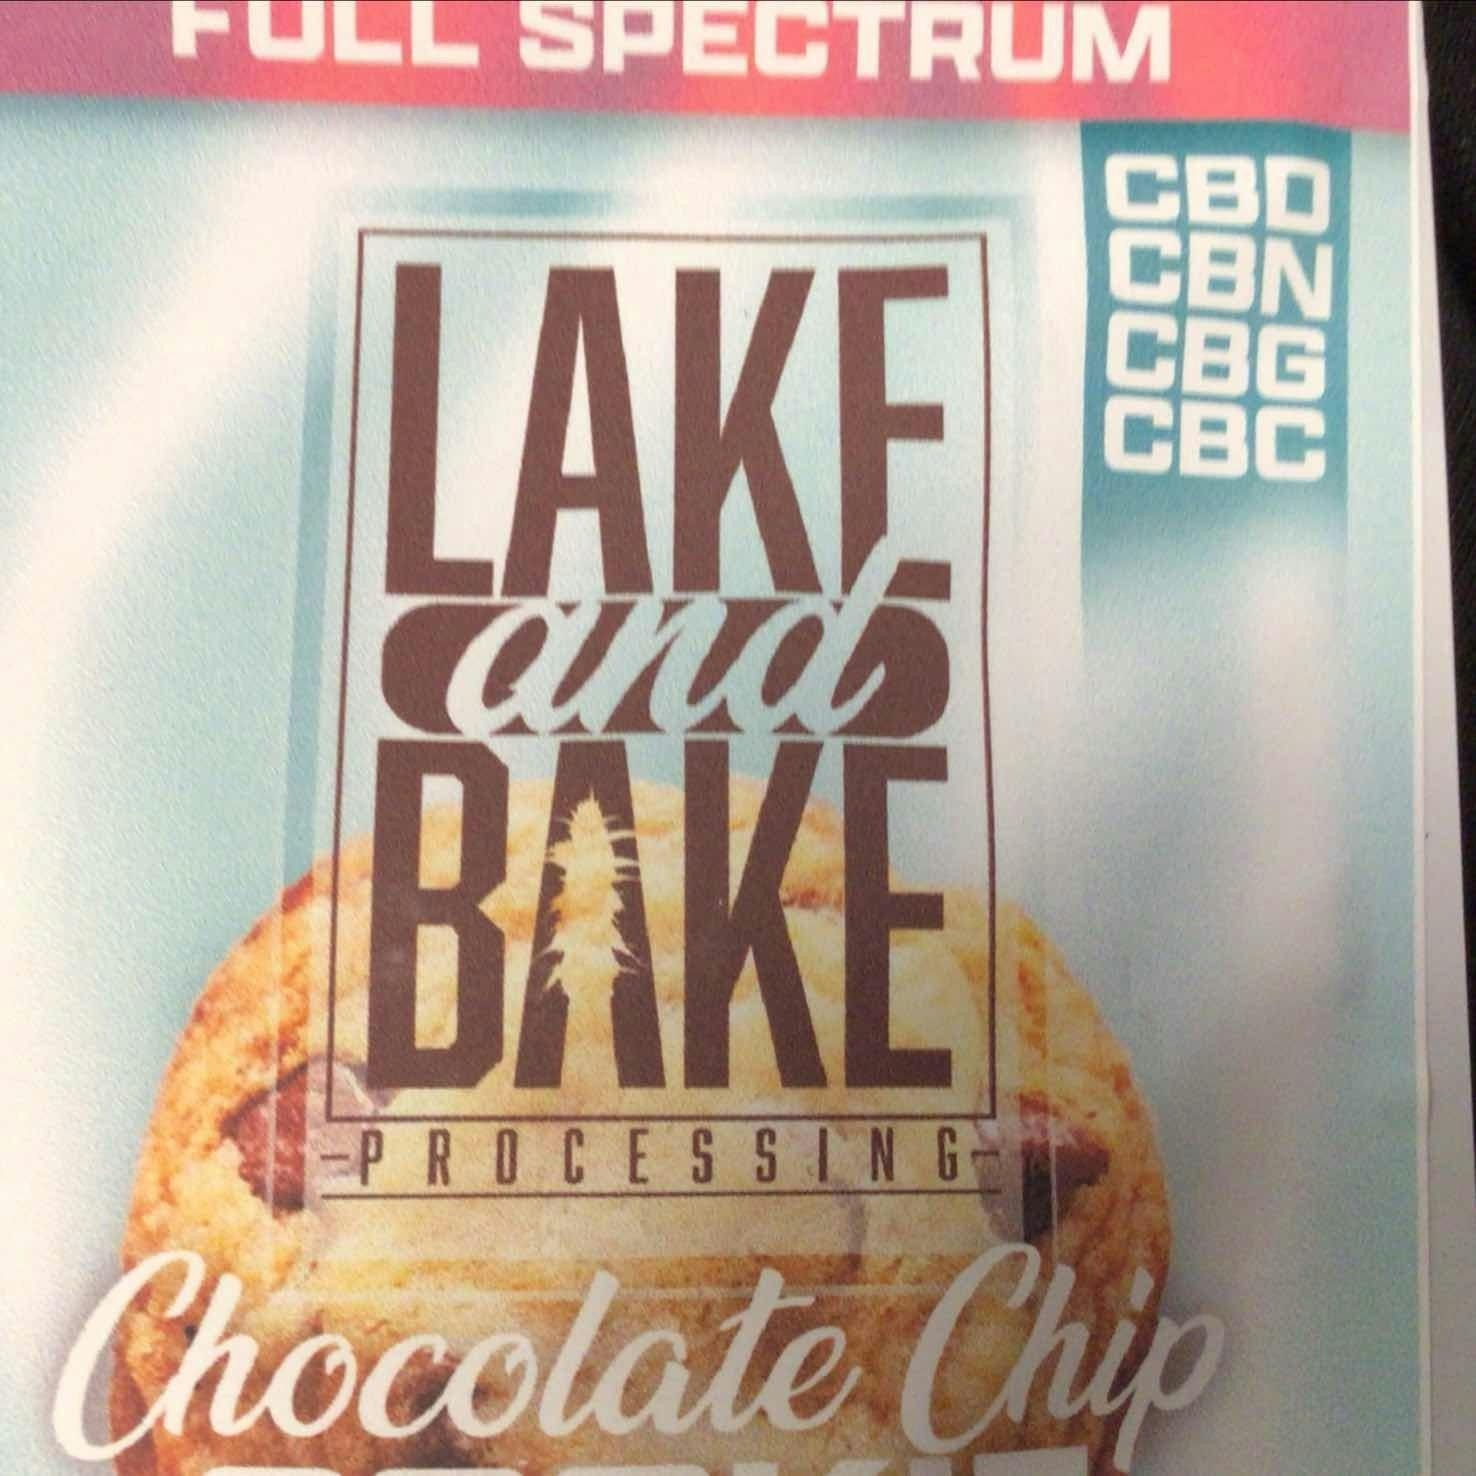 FULL SPECTRUM
CBD
CBN
CBG
CBC
LAKE
and
BAKE
-PROCESSING-
Chocolate Chip